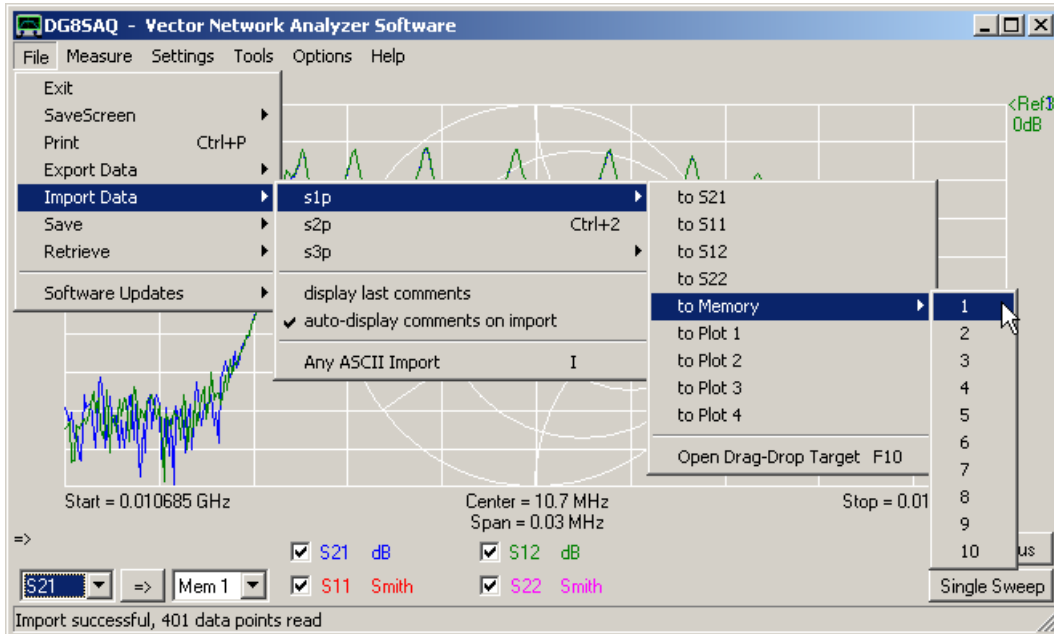 DG8SAQ - Vector Network Analyzer Software
File Measure Settings Tools Options Help
Exit
SaveScreen
Print Ctrl+P
Export Data
Import Data
Save
Retrieve
Software Updates
s1p
s2p Ctrl+2
s3p
display last comments
auto-display comments on import
Any ASCII Import I
to S21
to S11
to S12
to S22
to Memory
to Plot 1
to Plot 2
to Plot 3
to Plot 4
Open Drag-Drop Target F10
1
2
3
4
5
6
7
8
9
10
0dB
Start = 0.010685 GHz
Center = 10.7 MHz
Stop = 0.01
Span = 0.03 MHz
=>
S21 dB
S12 dB
us
S21
=>
Mem 1
S11 Smith
S22 Smith
Single Sweep
Import successful, 401 data points read